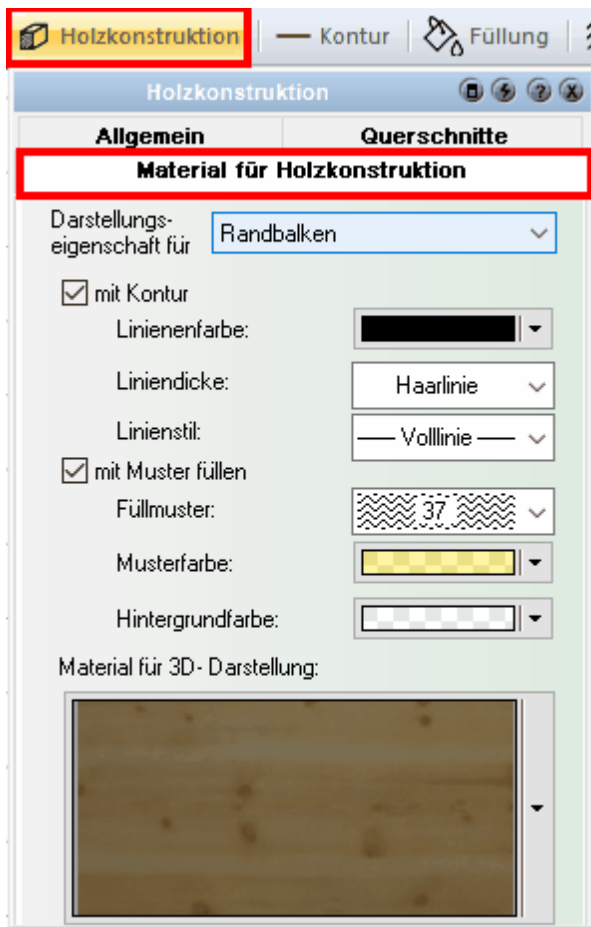 Holzkonstruktion Kontur Füllung
Holzkonstruktion
Allgemein Querschnitte
Material für Holzkonstruktion
Darstellungs-
eigenschaft für Randbalken
mit Kontur
Linienenfarbe:
Liniendicke: Haarlinie
Linienstil: Volllinie
mit Muster füllen
Füllmuster: 37
Musterfarbe:
Hintergrundfarbe:
Material für 3D- Darstellung: